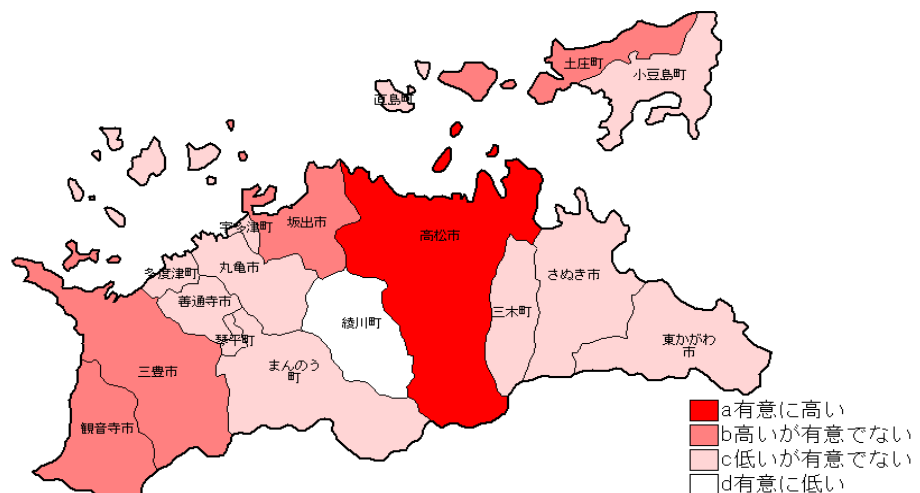 土庄町
小豆島町
直島町
宇多津町
坂出市
高松市
多度津町
丸亀市
さぬき市
善通寺市
三木町
綾川町
琴平町
東かがわ
市
三豊市
まんのう
町
観音寺市
a有意に高い
b高いが有意でない
c低いが有意でない
d有意に低い